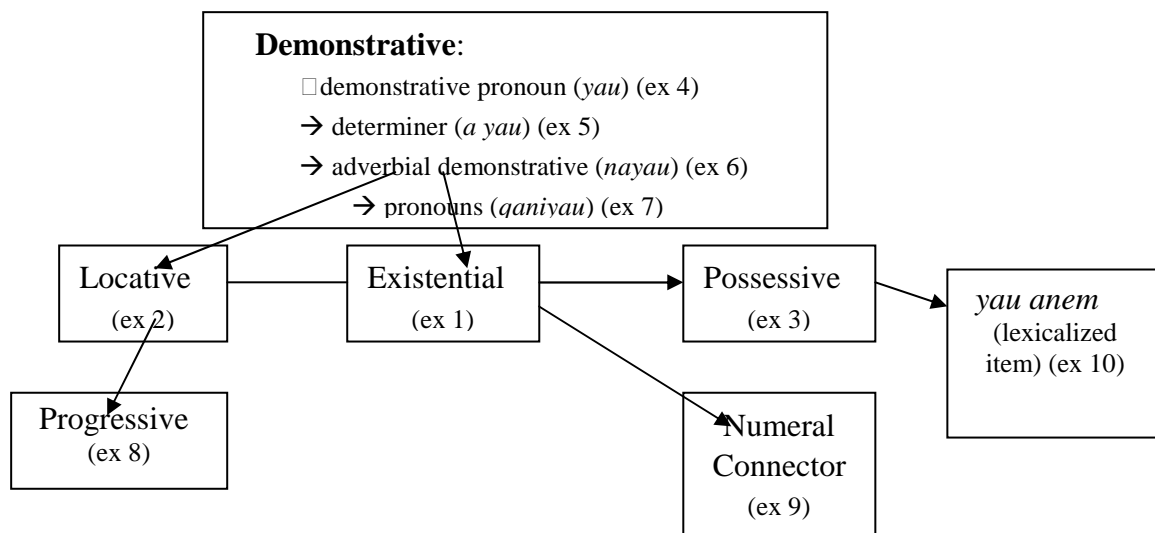 Demonstrative:
□demonstrative pronoun (yau) (ex 4)
→ determiner (a yau) (ex 5)
→ adverbial demonstrative (nayau) (ex 6)
→ pronouns (qaniyau) (ex 7)
Locative
(ex 2)
Existential
(ex 1)
Possessive
(ex 3)
yau anem
(lexicalized
item) (ex 10)
Progressive
(ex 8)
Numeral
Connector
(ex 9)